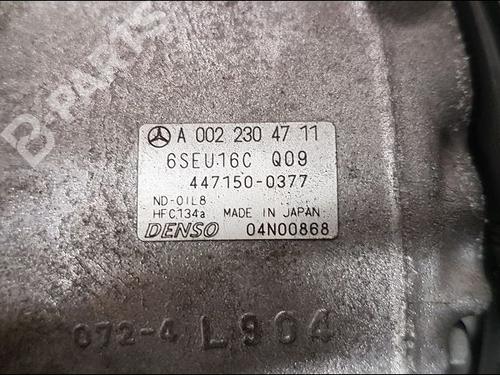 B-PARTS
A 002 230 47 11
6SEU16C Q09
447150-0377
ND-OIL8
HFC134a MADE IN JAPAN
DENSO 04N00868
072-4 L904